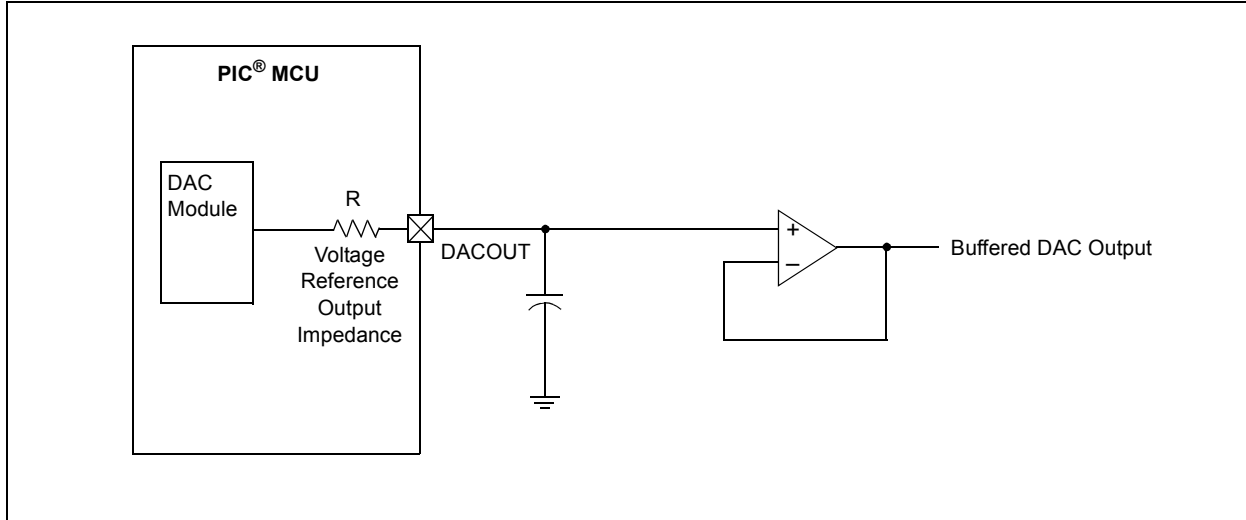 PIC® MCU
DAC
Module
R
DACOUT
Voltage
Reference
Output
Impedance
+
–
Buffered DAC Output